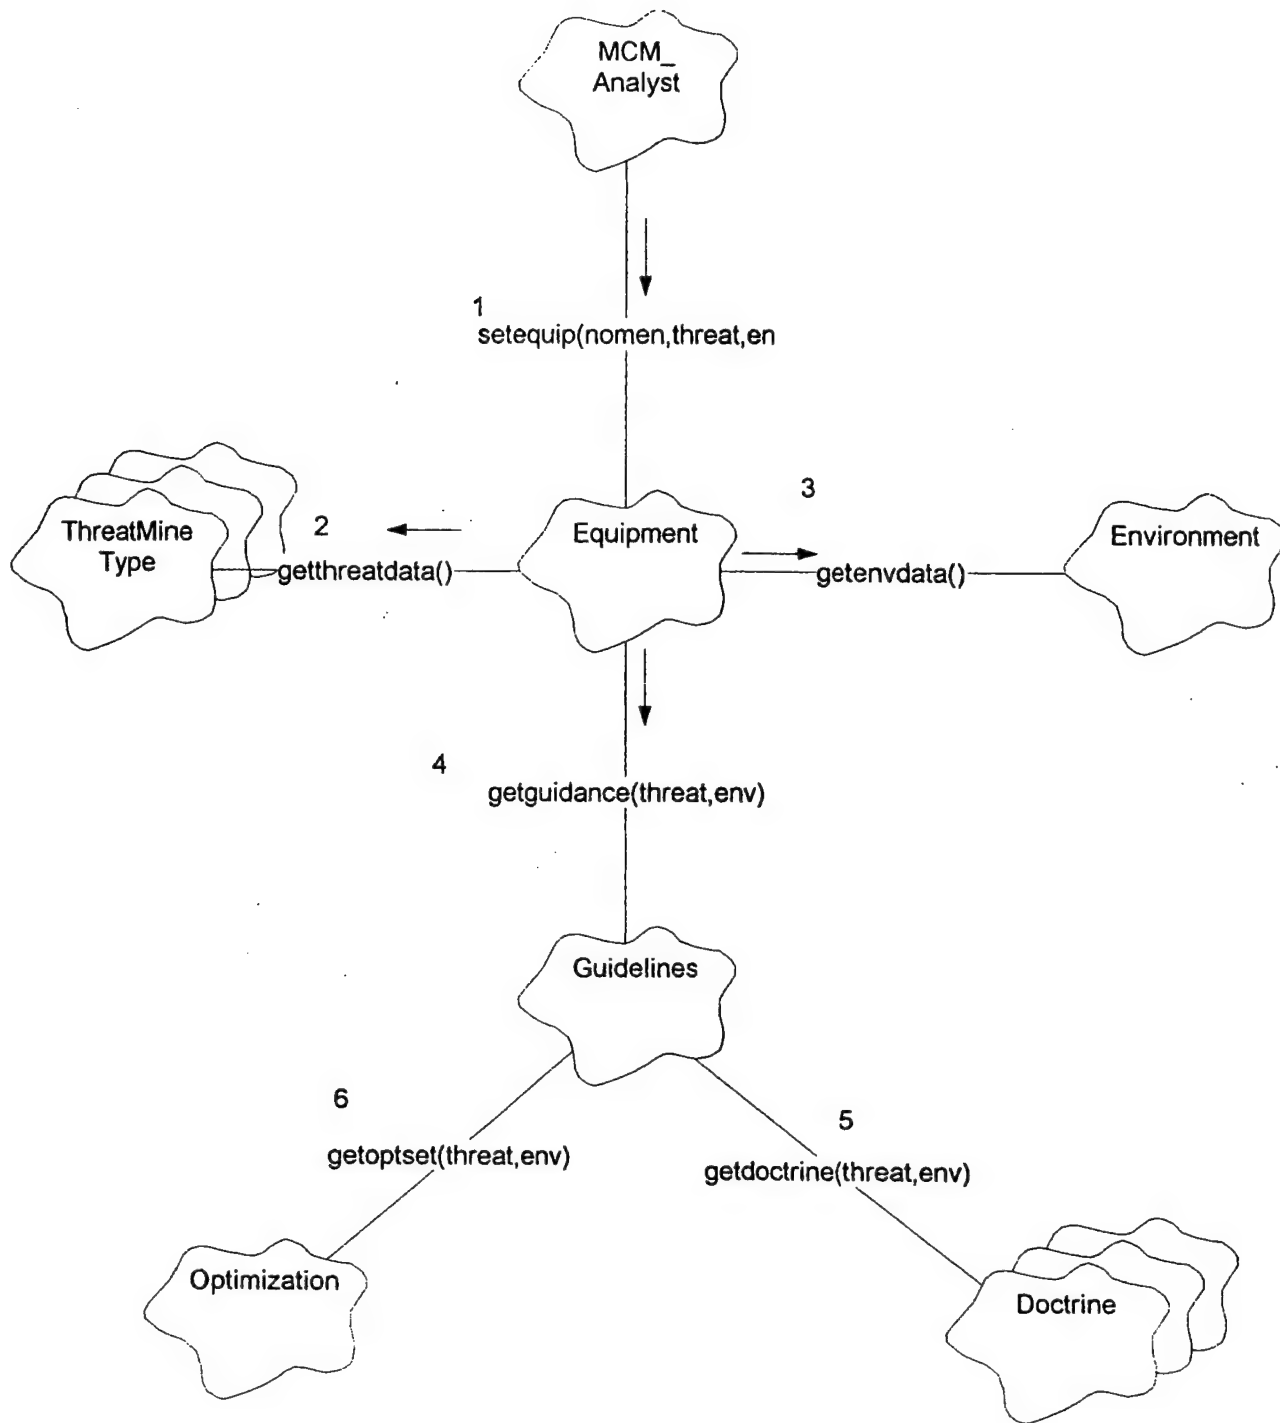 MCM_
Analyst
1
setequip(nomen,threat,en
3
2
ThreatMine
Type
Equipment
Environment
getthreatdata()
getenvdata()
4
getguidance(threat,env)
Guidelines
6
5
getoptset(threat,env)
getdoctrine(threat,env)
Optimization
Doctrine